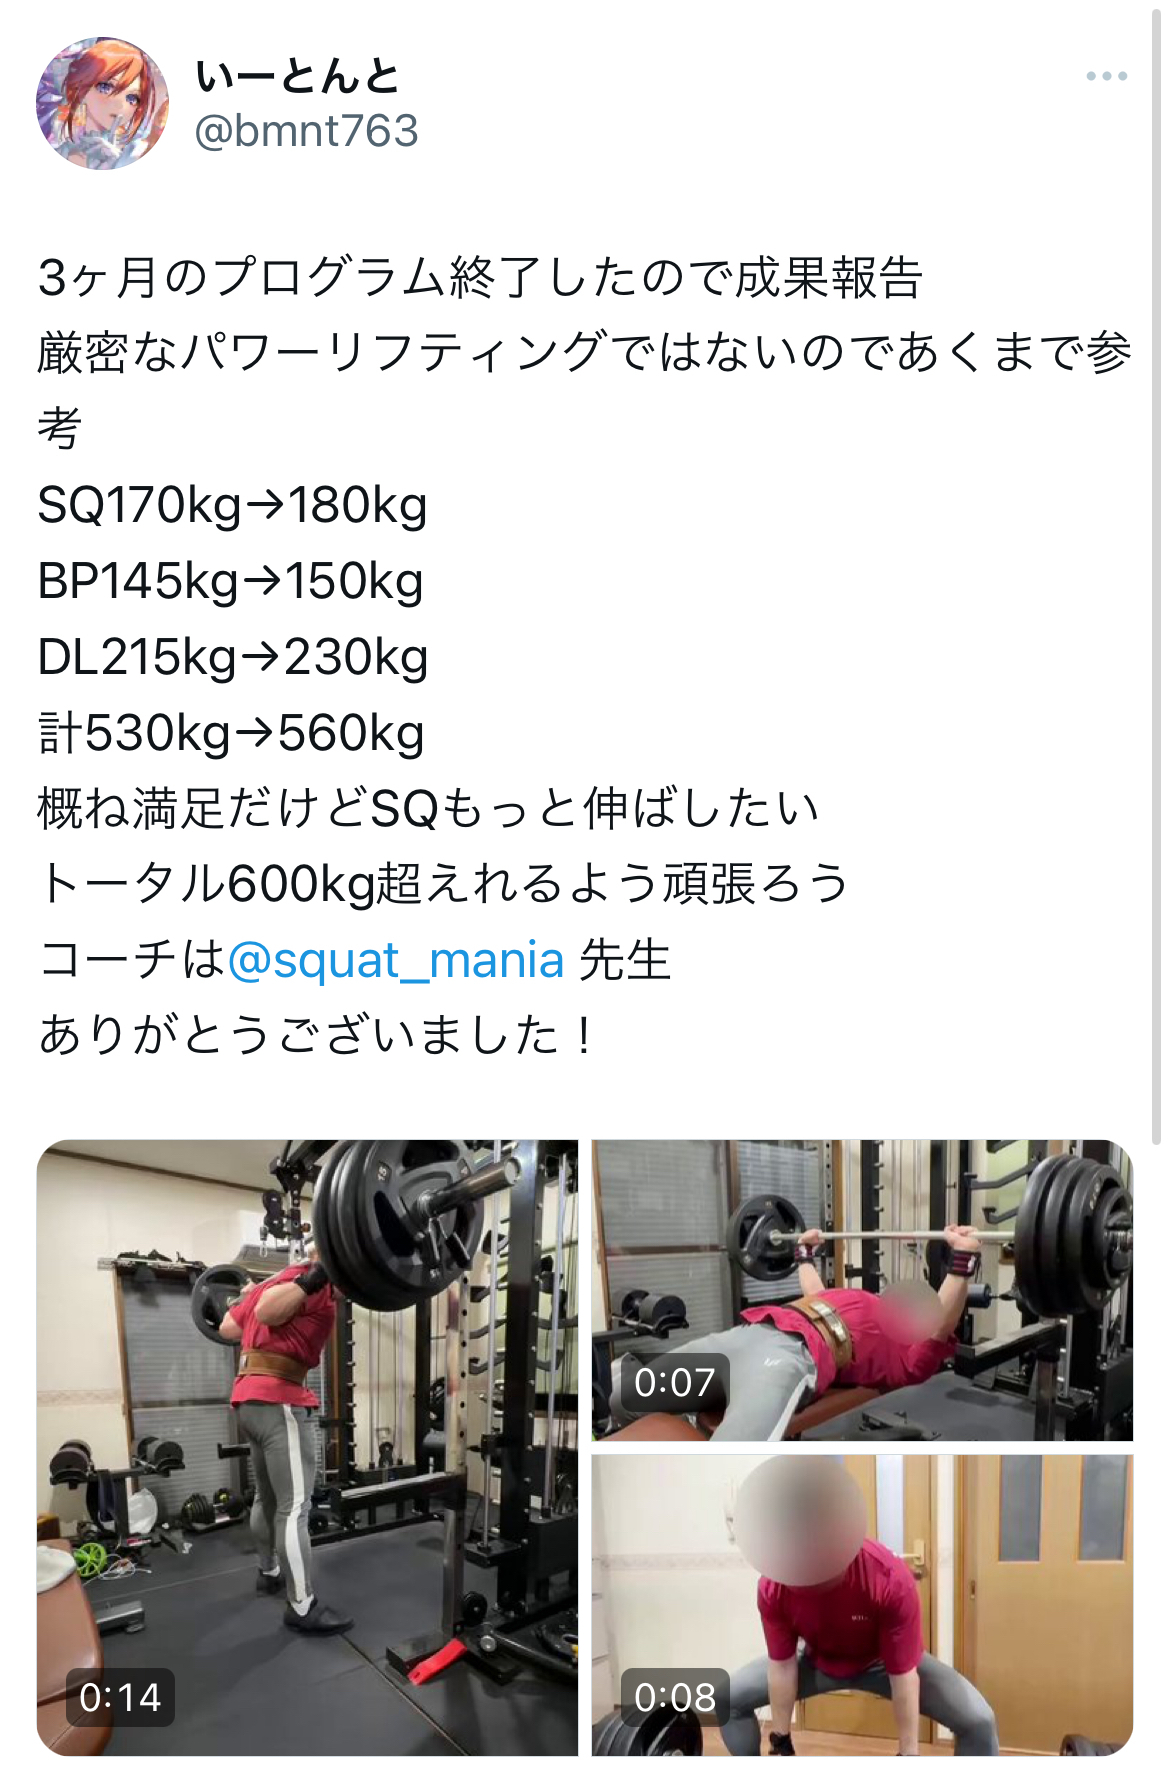 いーとんと
@bmnt763
3ヶ月のプログラム終了したので成果報告
厳密なパワーリフティングではないのであくまで参
考
SQ170kg→180kg
BP145kg→150kg
DL215kg→230kg
計530kg→560kg
概ね満足だけどSQもっと伸ばしたい
トータル600kg超えれるよう頑張ろう
コーチは@squat_mania 先生
ありがとうございました！
15
0:14
0:07
0:08